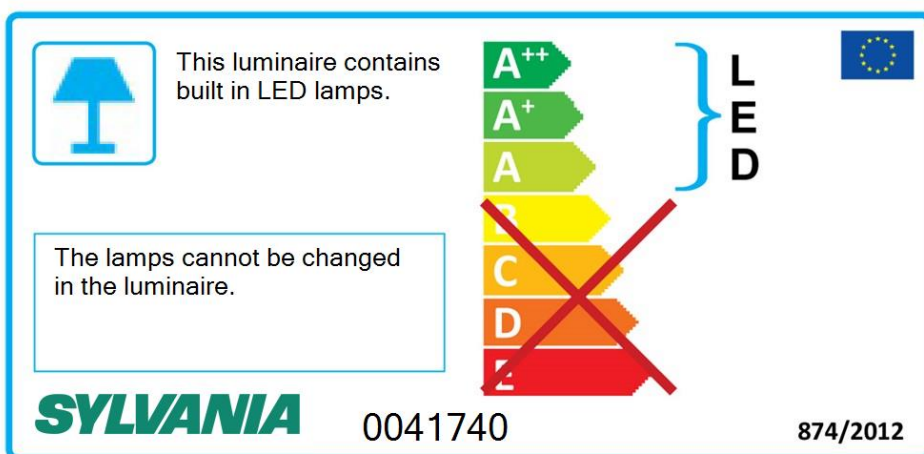 This luminaire contains
built in LED lamps.
A++
A+
A
B
C
D
E
L
E
D
The lamps cannot be changed
in the luminaire.
SYLVANIA
0041740
874/2012